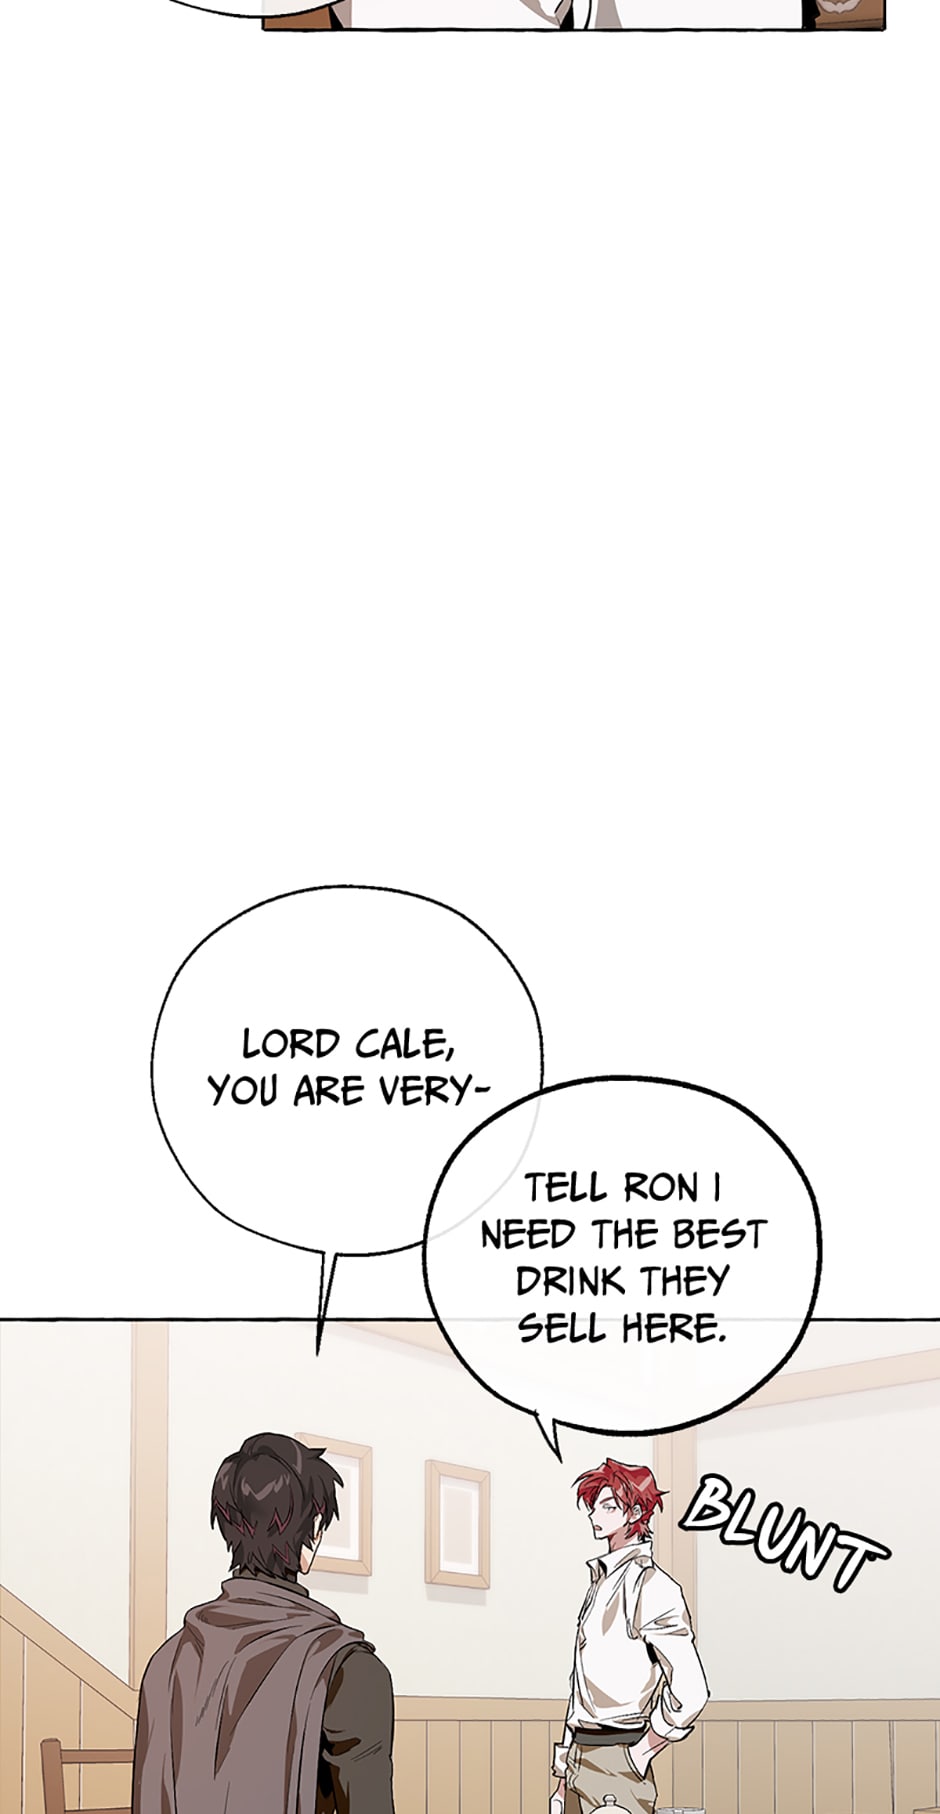 LORD CALE,
YOU ARE VERY-
TELL RON I
NEED THE BEST
DRINK THEY
SELL HERE.
BLUNT